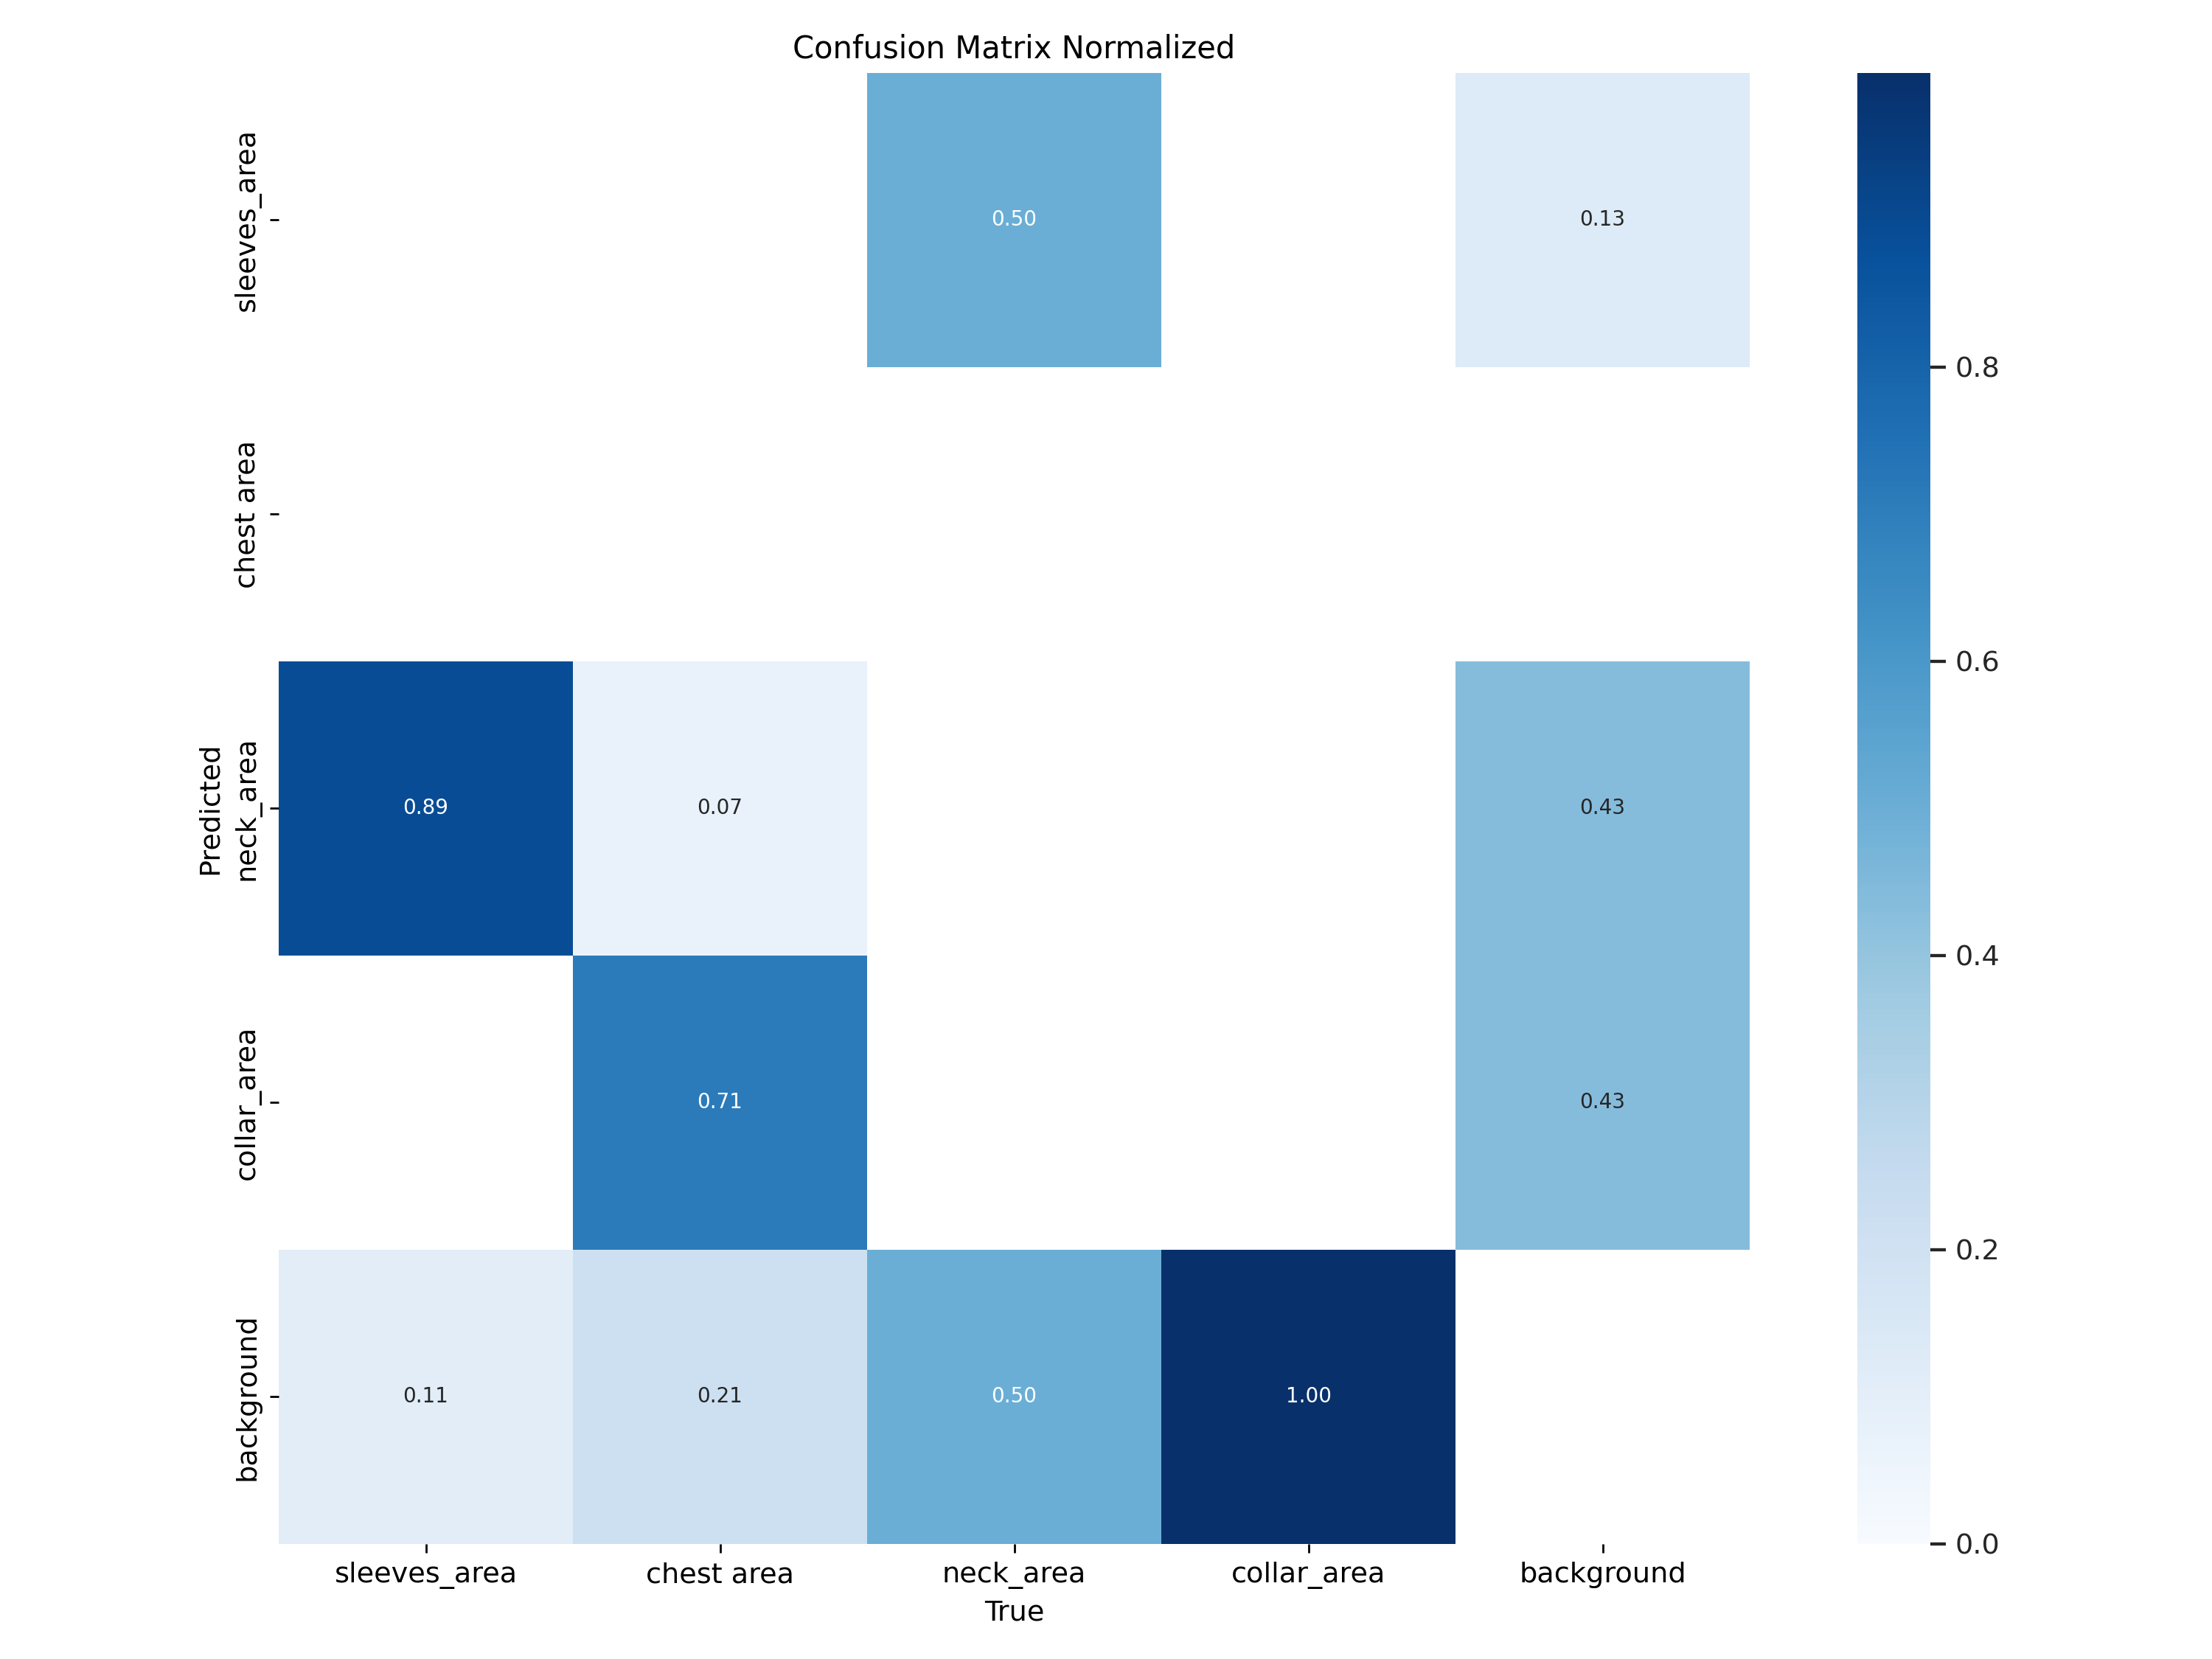 Confusion Matrix Normalized
sleeves_area
0.50
0.13
0.8
chest area
0.6
Predicted
neck_area
0.89
0.07
0.43
0.4
collar_area
0.71
0.43
0.2
background
0.11
0.21
0.50
1.00
0.0
sleeves_area chest area neck_area collar_area background
True